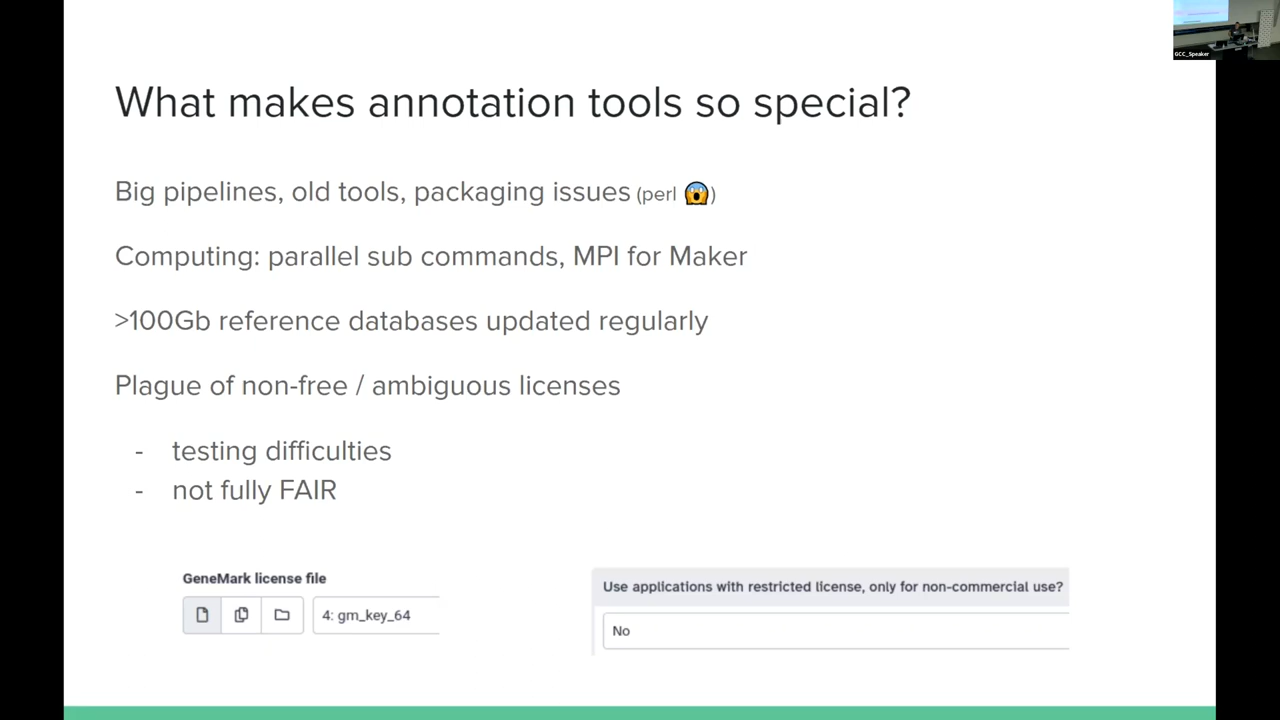 GCC_Speaker
What makes annotation tools so special?
Big pipelines, old tools, packaging issues (perl 😱)
Computing: parallel sub commands, MPI for Maker
>100Gb reference databases updated regularly
Plague of non-free / ambiguous licenses
- testing difficulties
- not fully FAIR
GeneMark license file
4: gm_key_64
Use applications with restricted license, only for non-commercial use?
No